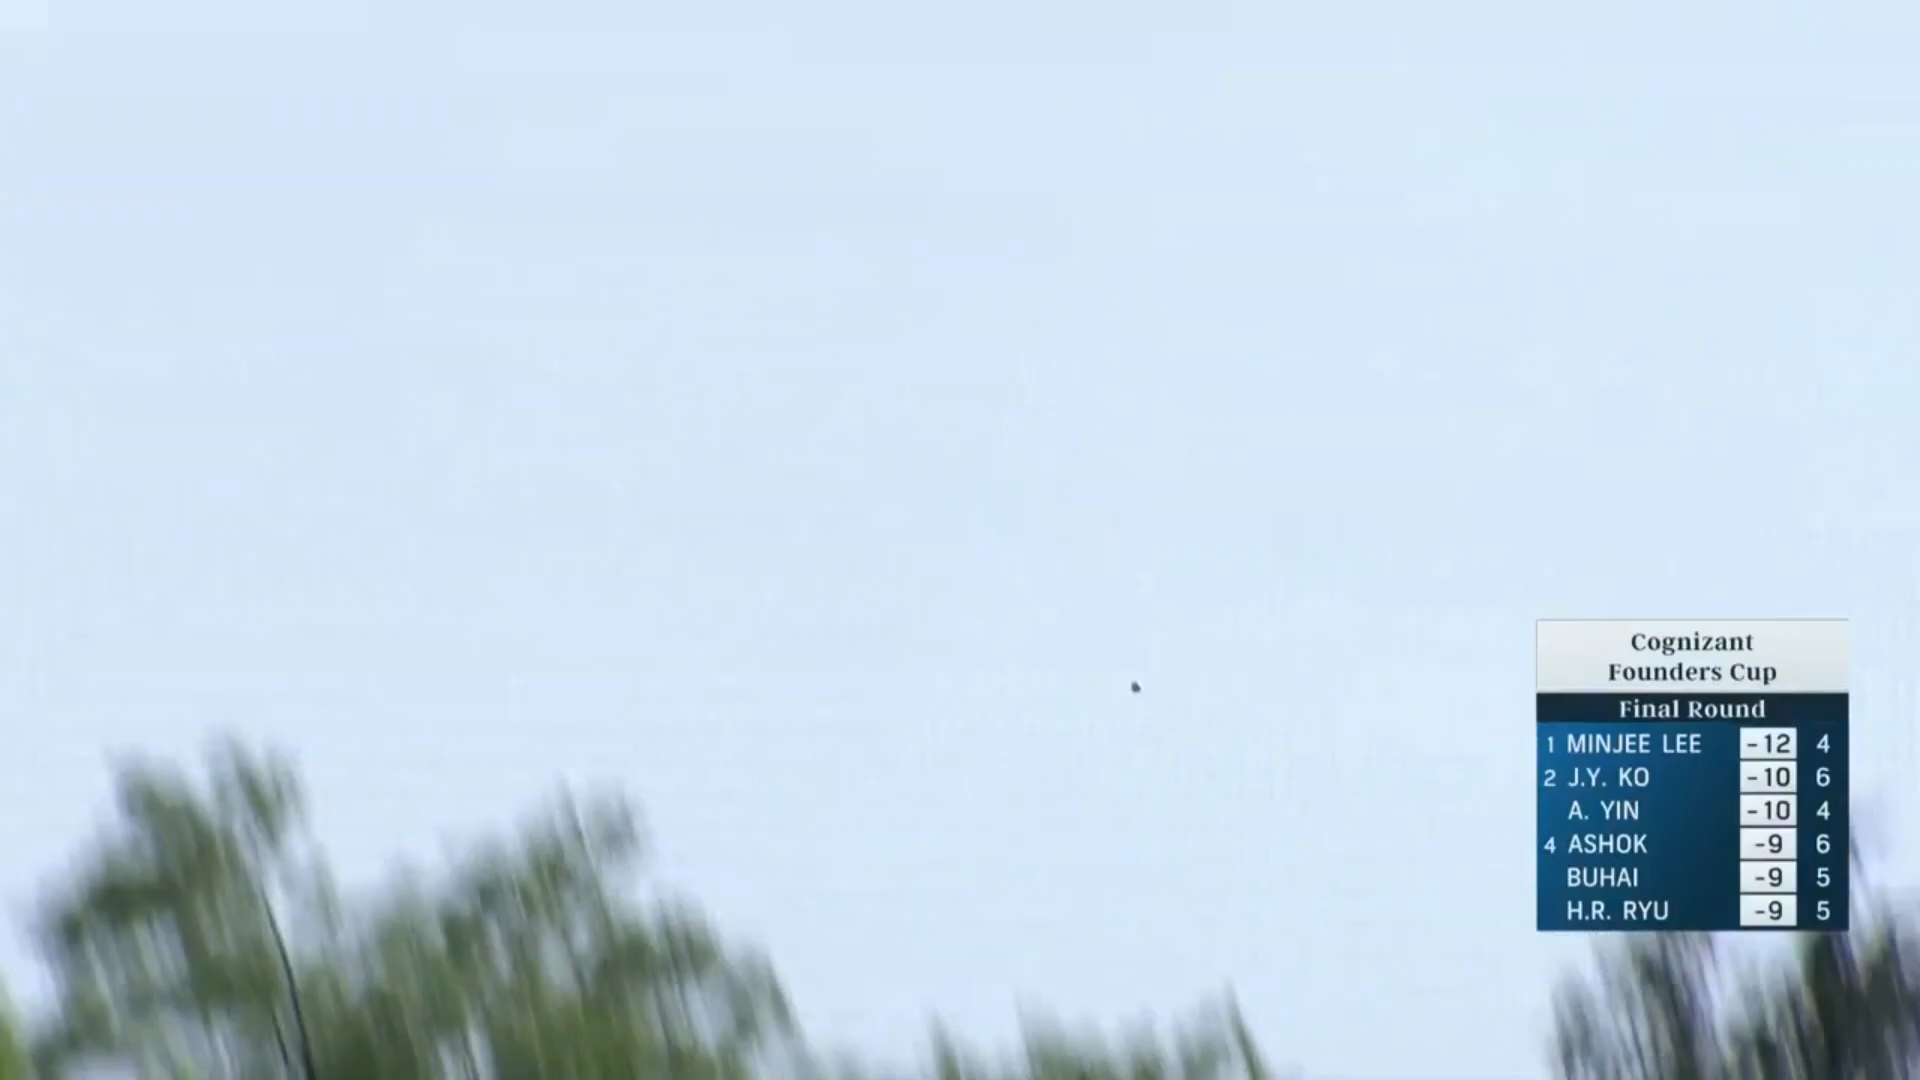 Cognizant
Founders Cup
Final Round
1 MINJEE LEE -12 4
2 J.Y. KO -10 6
A. YIN -10 4
4 ASHOK -9 6
BUHAI -9 5
H.R. RYU -9 5